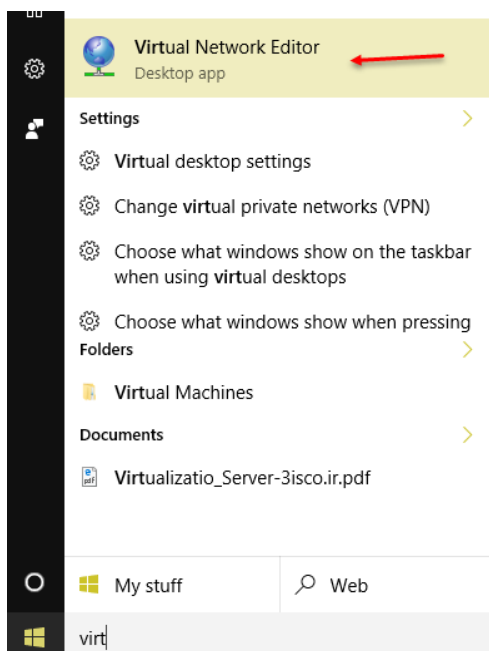 Virtual Network Editor
Desktop app
Settings
Virtual desktop settings
Change virtual private networks (VPN)
Choose what windows show on the taskbar
when using virtual desktops
Choose what windows show when pressing
Folders
Virtual Machines
Documents
Virtualizatio_Server-3isco.ir.pdf
My stuff
Web
virt